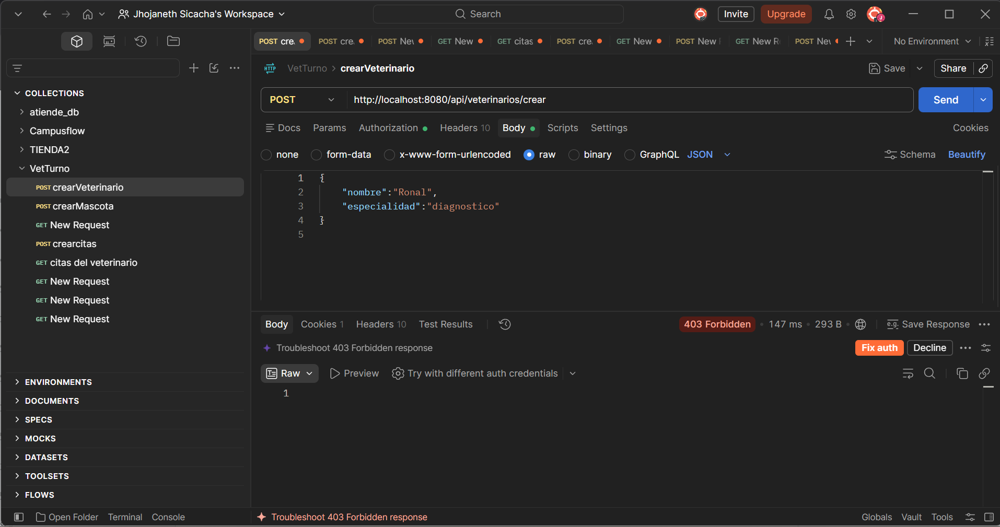 Jhojaneth Sicacha's Workspace
Search
Invite
Upgrade
J
POST cre
POST cre
POST Nev
GET New
GET citas
POST cre
GET New
POST New
GET New R
POST Nev
No Environment
HTTP
VetTurno > crearVeterinario
Save
Share
COLLECTIONS
atiende_db
Campusflow
TIENDA2
VetTurno
POST crearVeterinario
POST crearMascota
GET New Request
POST crearcitas
GET citas del veterinario
GET New Request
GET New Request
GET New Request
ENVIRONMENTS
DOCUMENTS
SPECS
MOCKS
DATASETS
TOOLSETS
FLOWS
POST
http://localhost:8080/api/veterinarios/crear
Send
Docs
Params
Authorization
Headers 10
Body
Scripts
Settings
Cookies
none
form-data
x-www-form-urlencoded
raw
binary
GraphQL
JSON
Schema
Beautify
1 {
2 "nombre":"Ronal",
3 "especialidad":"diagnostico"
4 }
5
Body
Cookies 1
Headers 10
Test Results
403 Forbidden • 147 ms • 293 B
e.g. Save Response
Troubleshoot 403 Forbidden response
Fix auth
Decline
Raw
Preview
Try with different auth credentials
1
Open Folder
Terminal
Console
Troubleshoot 403 Forbidden response
Globals
Vault
Tools